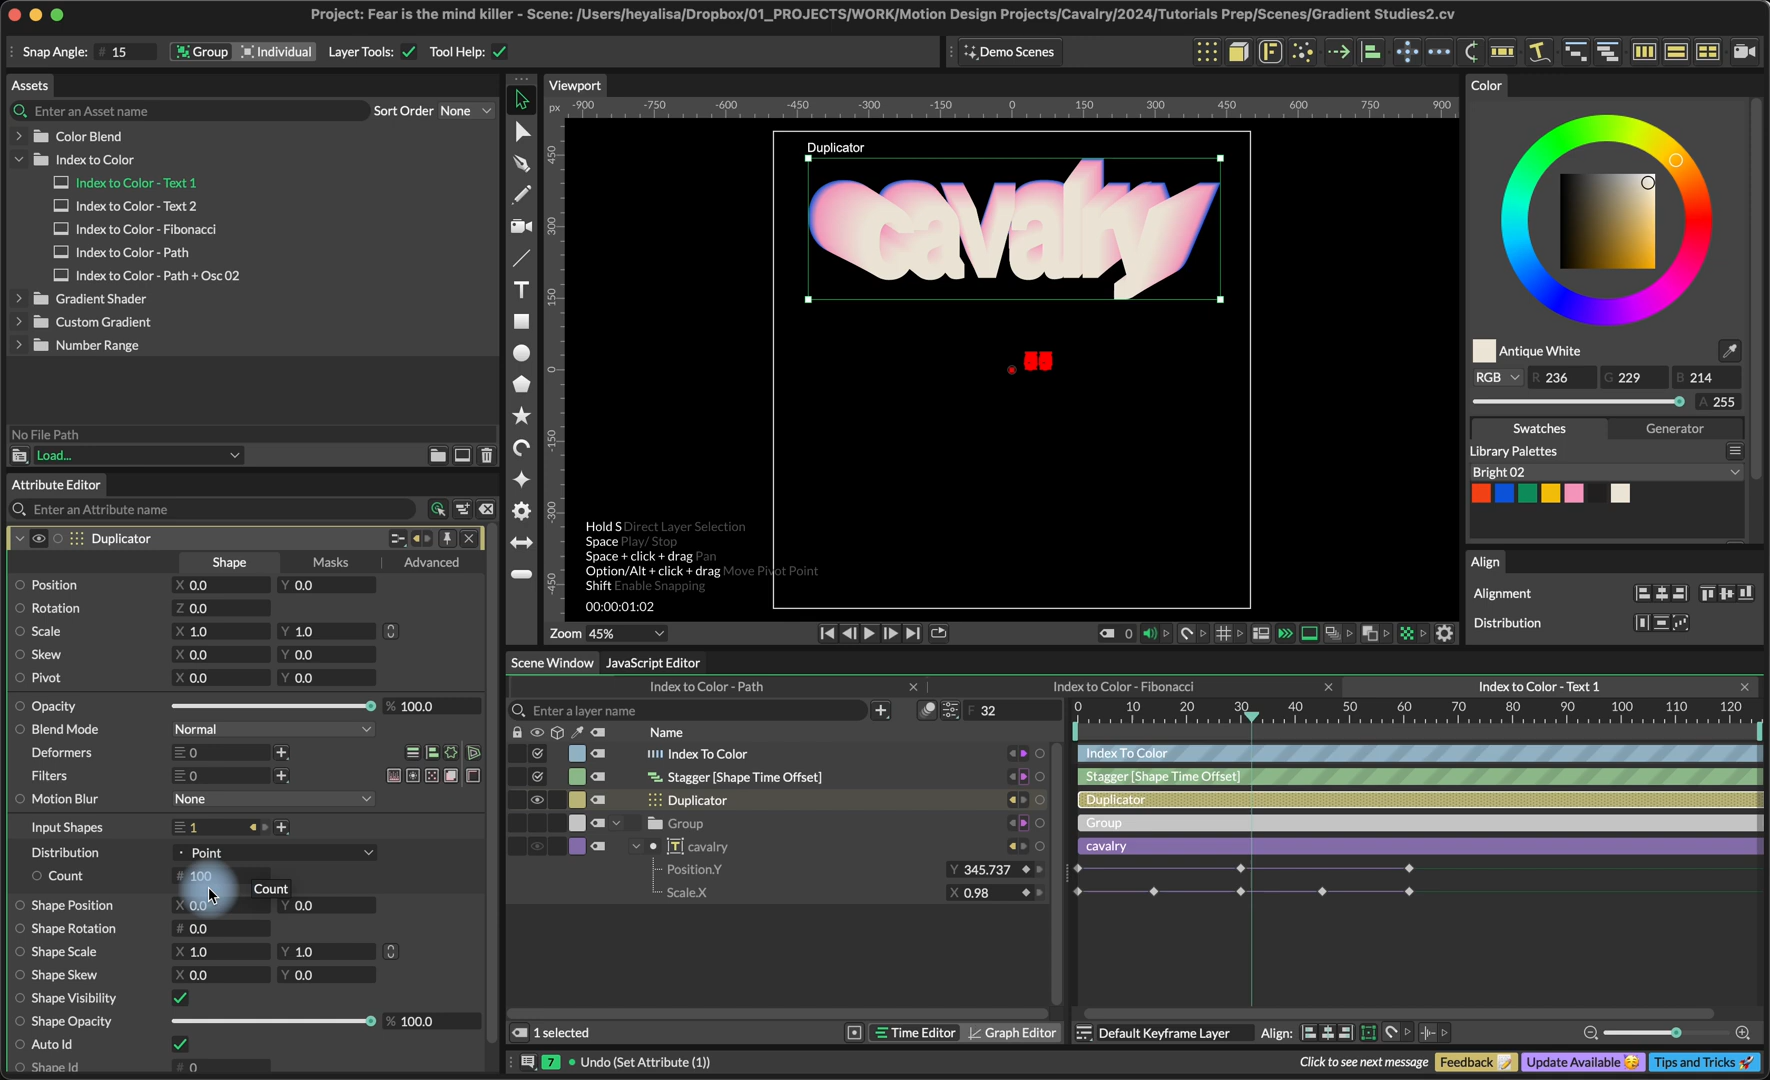 Project: Fear is the mind killer - Scene: /Users/heyalisa/Dropbox/01_PROJECTS/WORK/Motion Design Projects/Cavalry/2024/Tutorials Prep/Scenes/Gradient Studies2.cv
Snap Angle: # 15 Group Individual Layer Tools: Tool Help: Demo Scenes
Assets
Enter an Asset name Sort Order None
Color Blend
Index to Color
Index to Color - Text 1
Index to Color - Text 2
Index to Color - Fibonacci
Index to Color - Path
Index to Color - Path + Osc 02
Gradient Shader
Custom Gradient
Number Range
No File Path
Load...
Attribute Editor
Enter an Attribute name
Duplicator
Shape Masks Advanced
Position X 0.0 Y 0.0
Rotation Z 0.0
Scale X 1.0 Y 1.0
Skew X 0.0 Y 0.0
Pivot X 0.0 Y 0.0
Opacity % 100.0
Blend Mode Normal
Deformers 0
Filters 0
Motion Blur None
Input Shapes 1
Distribution Point
Count # 100
Count
Shape Position X 0.0 Y 0.0
Shape Rotation # 0.0
Shape Scale X 1.0 Y 1.0
Shape Skew X 0.0 Y 0.0
Shape Visibility
Shape Opacity % 100.0
Auto Id
Shape Id # 0
Viewport
px -900 -750 -600 -450 -300 -150 0 150 300 450 600 750 900
450
300
150
0
-150
-300
-450
Duplicator
cavalry
Hold S Direct Layer Selection
Space Play/ Stop
Space + click + drag Pan
Option/Alt + click + drag Move Pivot Point
Shift Enable Snapping
00:00:01:02
Zoom 45% 0
Color
Antique White
RGB R 236 G 229 B 214
A 255
Swatches Generator
Library Palettes
Bright 02
Align
Alignment
Distribution
Scene Window JavaScript Editor
Index to Color - Path Index to Color - Fibonacci Index to Color - Text 1
Enter a layer name F 32
0 10 20 30 40 50 60 70 80 90 100 110 120
Name
Index To Color Index To Color
Stagger [Shape Time Offset] Stagger [Shape Time Offset]
Duplicator Duplicator
Group Group
cavalry cavalry
Position.Y Y 345.737
Scale.X X 0.98
1 selected Time Editor Graph Editor Default Keyframe Layer Align:
7 Undo (Set Attribute (1)) Click to see next message Feedback Update Available Tips and Tricks